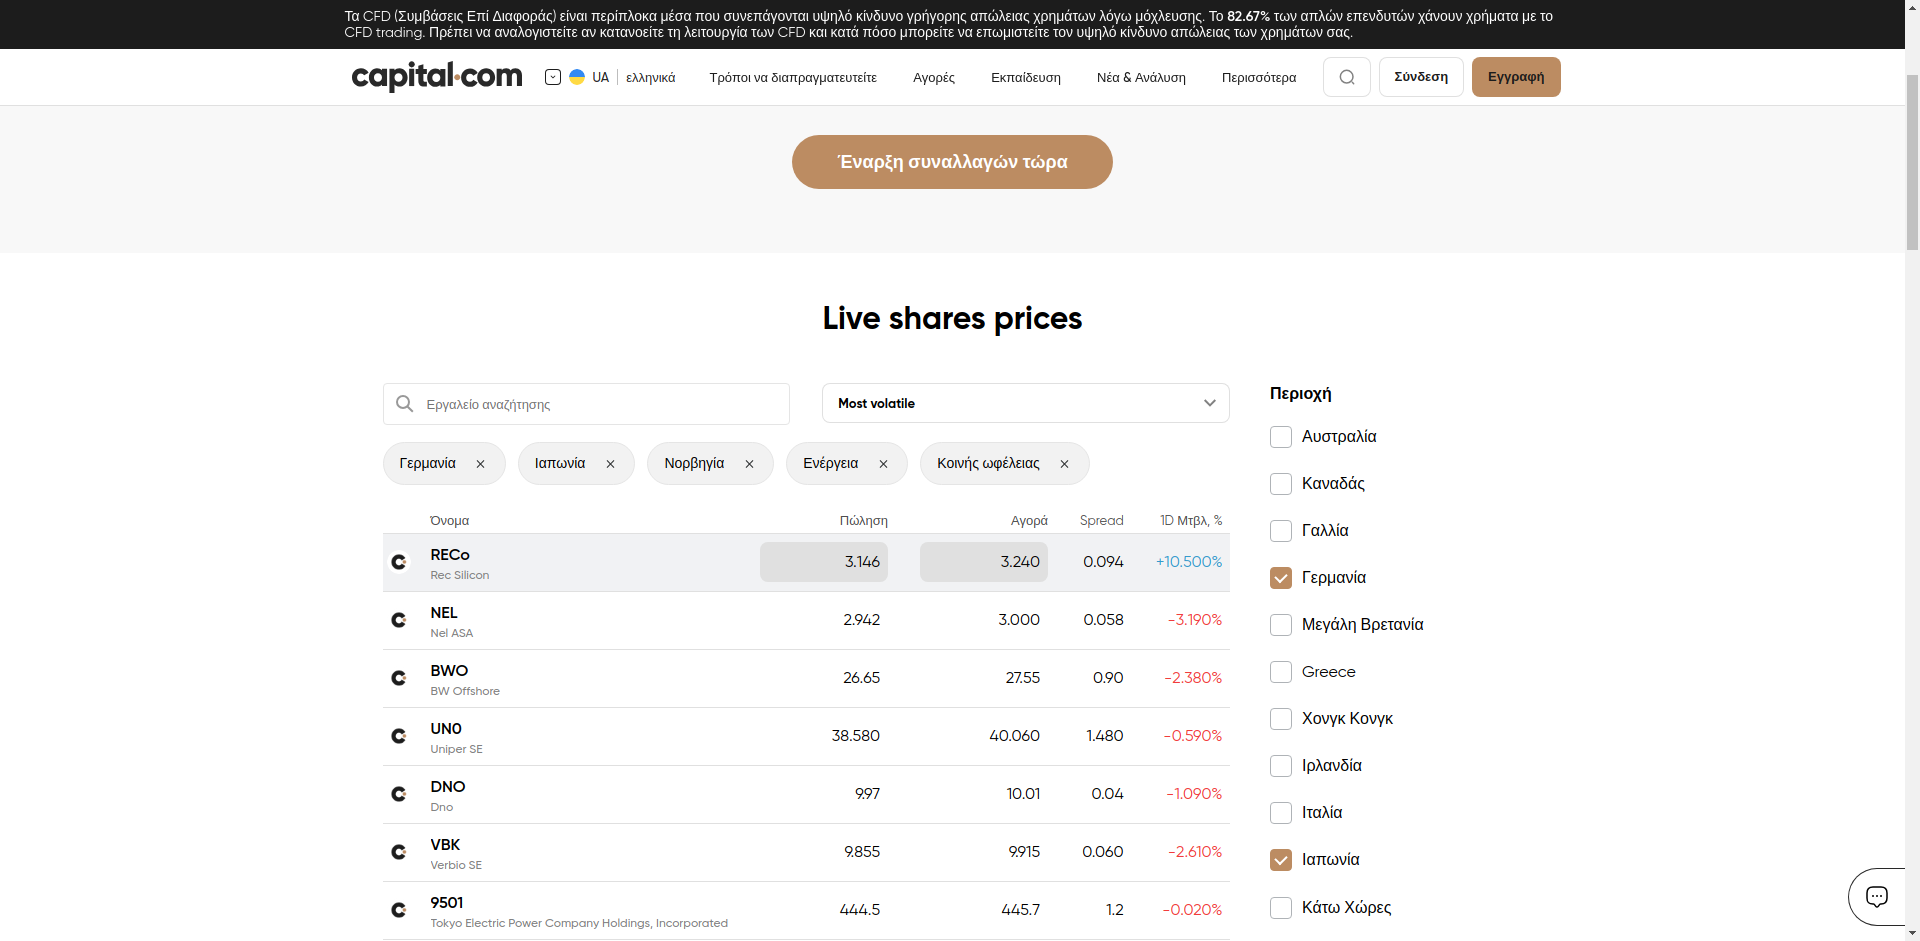 Τα CFD (Συμβάσεις Επί Διαφοράς) είναι περίπλοκα μέσα που συνεπάγονται υψηλό κίνδυνο γρήγορης απώλειας χρημάτων λόγω μόχλευσης. Το 82.67% των απλών επενδυτών χάνουν χρήματα με το
CFD trading. Πρέπει να αναλογιστείτε αν κατανοείτε τη λειτουργία των CFD και κατά πόσο μπορείτε να επωμιστείτε τον υψηλό κίνδυνο απώλειας των χρημάτων σας.
capital.com UA ελληνικά Τρόποι να διαπραγματευτείτε Αγορές Εκπαίδευση Νέα & Ανάλυση Περισσότερα Σύνδεση Εγγραφή
Έναρξη συναλλαγών τώρα
Live shares prices
Εργαλείο αναζήτησης Most volatile
Γερμανία Ιαπωνία Νορβηγία Ενέργεια Κοινής ωφέλειας
Όνομα Πώληση Αγορά Spread 1D Μτβλ, %
RECo 3.146 3.240 0.094 +10.500%
Rec Silicon
NEL 2.942 3.000 0.058 -3.190%
Nel ASA
BWO 26.65 27.55 0.90 -2.380%
BW Offshore
UN0 38.580 40.060 1.480 -0.590%
Uniper SE
DNO 9.97 10.01 0.04 -1.090%
Dno
VBK 9.855 9.915 0.060 -2.610%
Verbio SE
9501 444.5 445.7 1.2 -0.020%
Tokyo Electric Power Company Holdings, Incorporated
Περιοχή
Αυστραλία
Καναδάς
Γαλλία
Γερμανία
Μεγάλη Βρετανία
Greece
Χονγκ Κονγκ
Ιρλανδία
Ιταλία
Ιαπωνία
Κάτω Χώρες